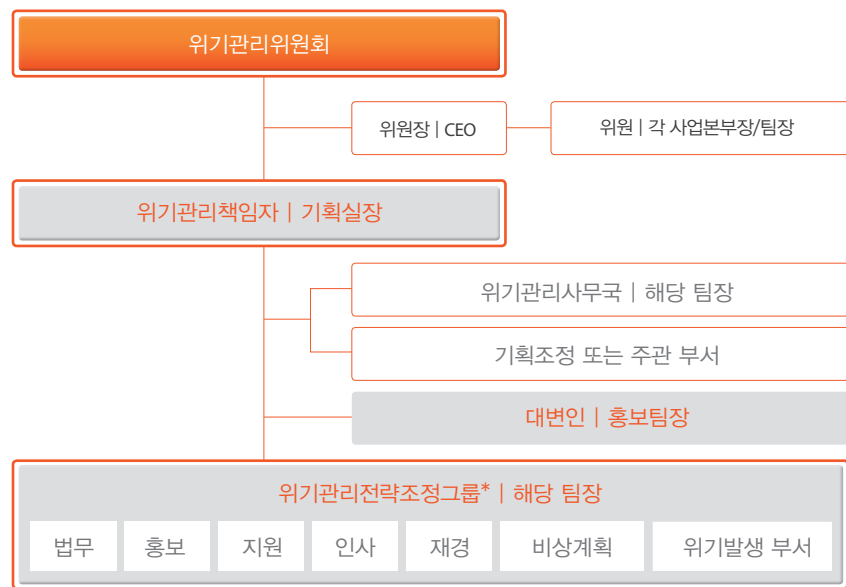 위기관리위원회
위원장 | CEO
위원 | 각 사업본부장/팀장
위기관리책임자 | 기획실장
위기관리사무국 | 해당 팀장
기획조정 또는 주관 부서
대변인 | 홍보팀장
위기관리전략조정그룹* | 해당 팀장
법무 홍보 지원 인사 재경 비상계획 위기발생 부서